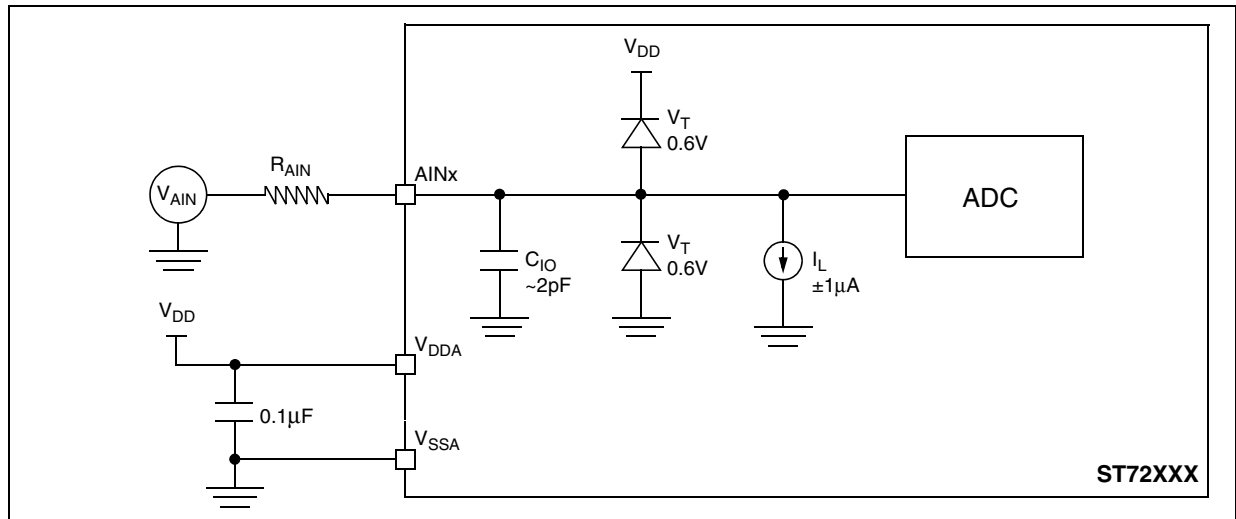 V_DD
V_T
0.6V
R_AIN
AINx
V_AIN
ADC
V_T
0.6V
C_IO
~2pF
I_L
±1μA
V_DD
V_DDA
0.1μF
V_SSA
ST72XXX